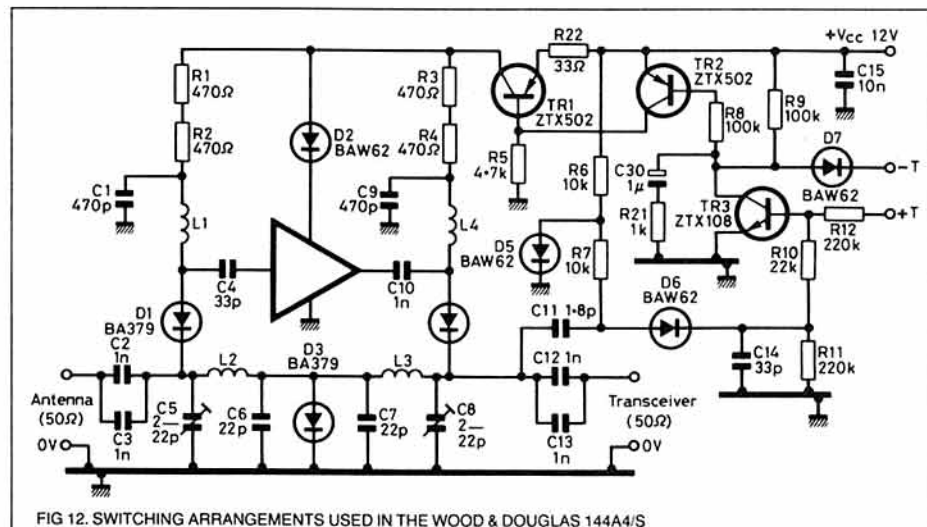 R1
470Ω
R2
470Ω
C1
470p
L1
D1
BA379
C2
1n
Antenna
(50Ω)
C3
1n
0V
C4
33p
D2
BAW62
C5
2—
22p
L2
C6
22p
D3
BA379
C7
22p
L3
C8
2—
22p
R3
470Ω
R4
470Ω
C9
470p
L4
C10
1n
TR1
ZTX502
R22
33Ω
R5
4·7k
R6
10k
D5
BAW62
R7
10k
C11
1·8p
C12 1n
C13
1n
Transceiver
(50Ω)
TR2
ZTX502
R8
100k
C30
1μ
R21
1k
TR3
ZTX108
R9
100k
+Vcc 12V
C15
10n
D7
BAW62
—T
+T
R12
220k
R10
22k
D6
BAW62
C14
33p
R11
220k
FIG 12. SWITCHING ARRANGEMENTS USED IN THE WOOD & DOUGLAS 144A4/S